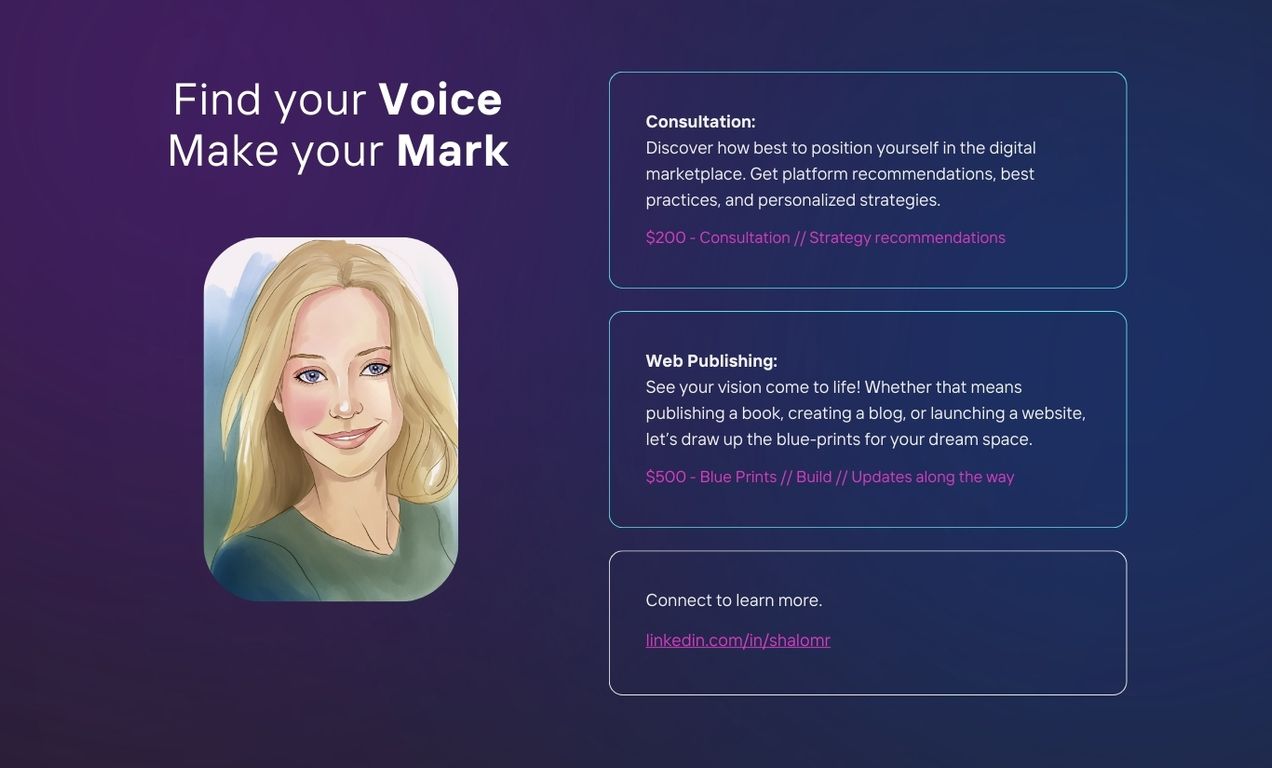 Find your Voice
Make your Mark
Consultation:
Discover how best to position yourself in the digital
marketplace. Get platform recommendations, best
practices, and personalized strategies.
$200 - Consultation // Strategy recommendations
Web Publishing:
See your vision come to life! Whether that means
publishing a book, creating a blog, or launching a website,
let’s draw up the blue-prints for your dream space.
$500 - Blue Prints // Build // Updates along the way
Connect to learn more.
linkedin.com/in/shalomr